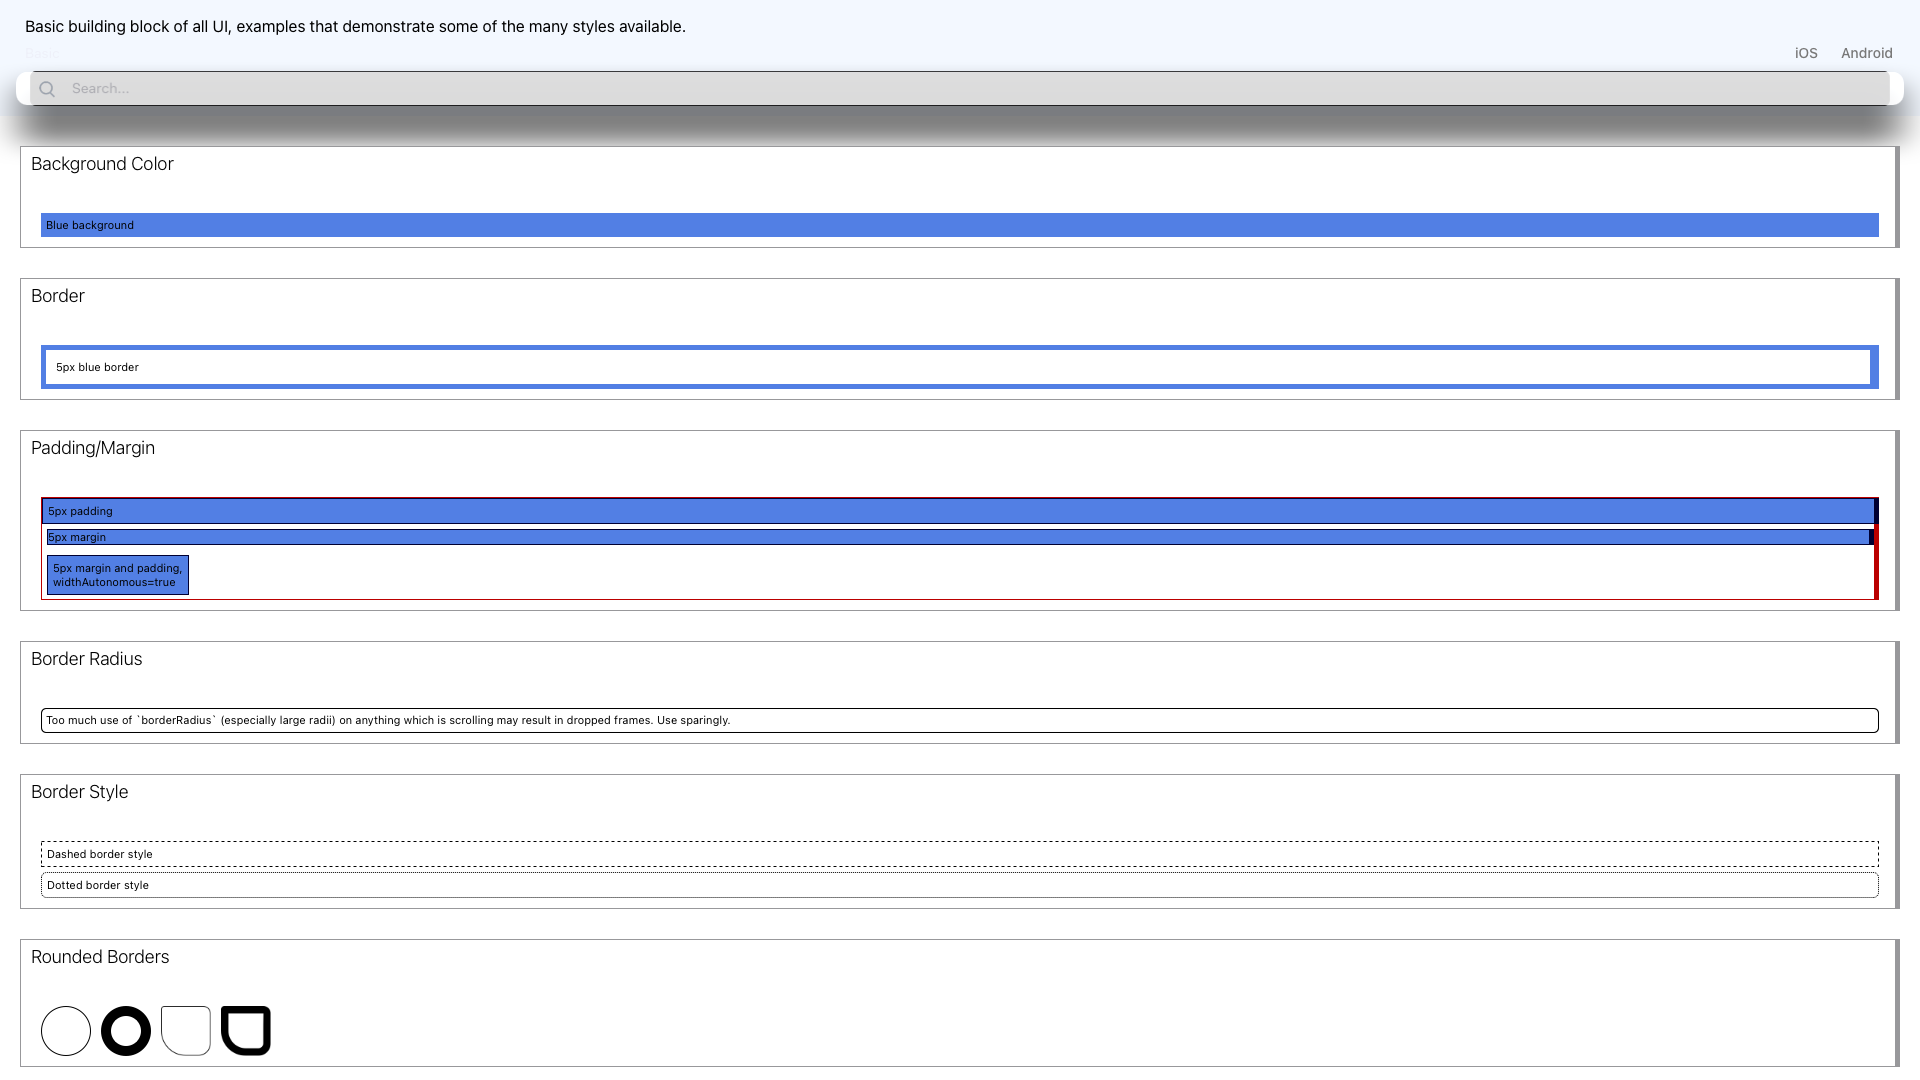 Basic building block of all UI, examples that demonstrate some of the many styles available.
iOS Android
Search...
Background Color
Blue background
Border
5px blue border
Padding/Margin
5px padding
5px margin
5px margin and padding,
widthAutonomous=true
Border Radius
Too much use of `borderRadius` (especially large radii) on anything which is scrolling may result in dropped frames. Use sparingly.
Border Style
Dashed border style
Dotted border style
Rounded Borders